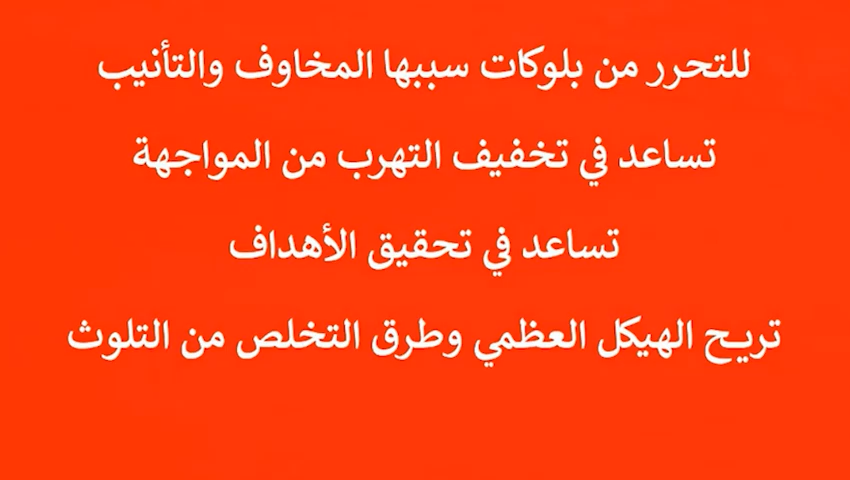 للتحرر من بلوكات سببها المخاوف والتأنيب
تساعد في تخفيف التهرب من المواجهة
تساعد في تحقيق الأهداف
تريح الهيكل العظمي وطرق التخلص من التلوث